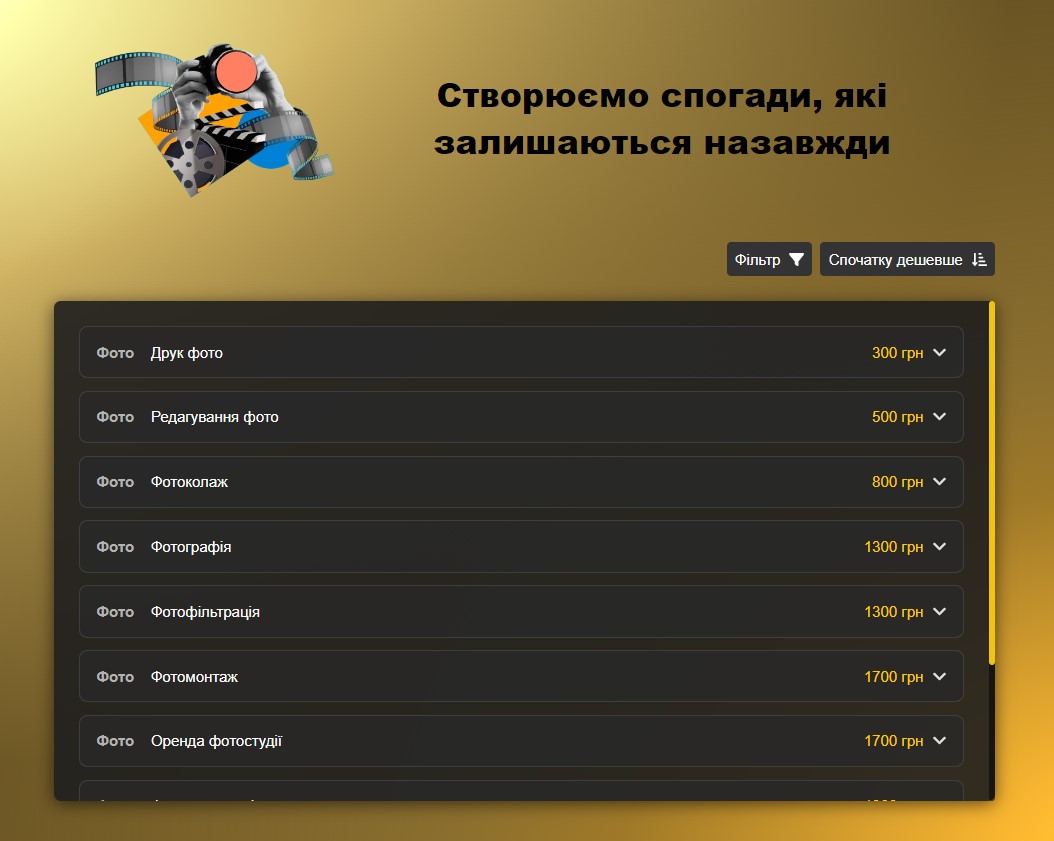 Створюємо спогади, які
залишаються назавжди
Фільтр Спочатку дешевше
Фото Друк фото 300 грн
Фото Редагування фото 500 грн
Фото Фотоколаж 800 грн
Фото Фотографія 1300 грн
Фото Фотофільтрація 1300 грн
Фото Фотомонтаж 1700 грн
Фото Оренда фотостудії 1700 грн